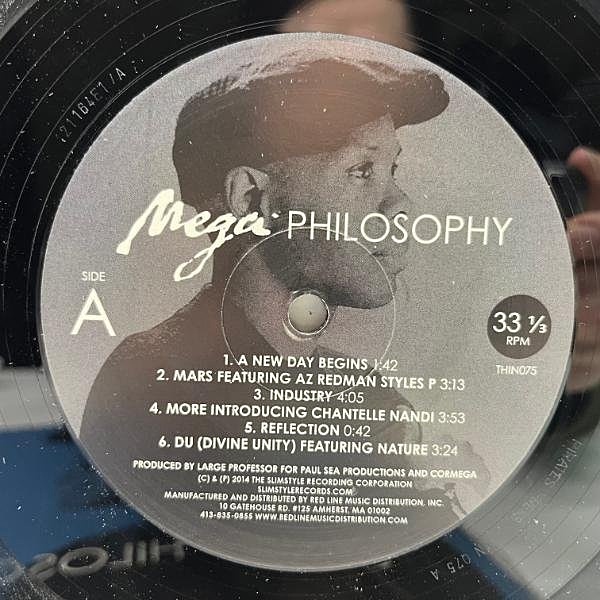 Mega PHILOSOPHY
SIDE
A
33 ⅓
RPM
THIN075
1. A NEW DAY BEGINS 1:42
2. MARS FEATURING AZ REDMAN STYLES P 3:13
3. INDUSTRY 4:05
4. MORE INTRODUCING CHANTELLE NANDI 3:53
5. REFLECTION 0:42
6. DU (DIVINE UNITY) FEATURING NATURE 3:24
PRODUCED BY LARGE PROFESSOR FOR PAUL SEA PRODUCTIONS AND CORMEGA
(C) & (P) 2014 THE SLIMSTYLE RECORDING CORPORATION
SLIMSTYLERECORDS.COM
MANUFACTURED AND DISTRIBUTED BY RED LINE MUSIC DISTRIBUTION, INC.
10 GATEHOUSE RD. #125 AMHERST, MA 01002
413-835-0855 WWW.REDLINEMUSICDISTRIBUTION.COM
21164E1/A